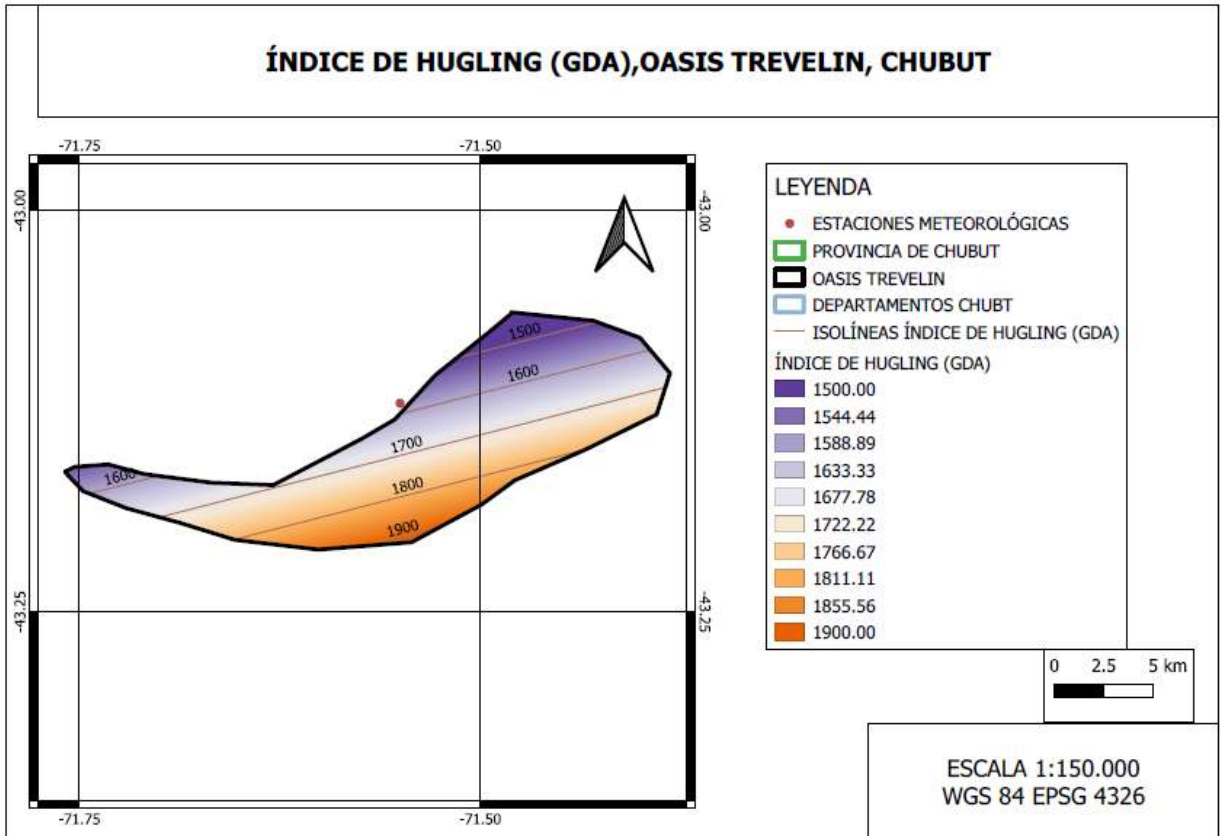 ÍNDICE DE HUGLING (GDA),OASIS TREVELIN, CHUBUT
-71.75
-71.50
-43.00
-43.00
1500
1600
1700
1600
1800
1900
-43.25
-43.25
-71.75
-71.50
LEYENDA
ESTACIONES METEOROLÓGICAS
PROVINCIA DE CHUBUT
OASIS TREVELIN
DEPARTAMENTOS CHUBT
ISOLÍNEAS ÍNDICE DE HUGLING (GDA)
ÍNDICE DE HUGLING (GDA)
1500.00
1544.44
1588.89
1633.33
1677.78
1722.22
1766.67
1811.11
1855.56
1900.00
0 2.5 5 km
ESCALA 1:150.000
WGS 84 EPSG 4326